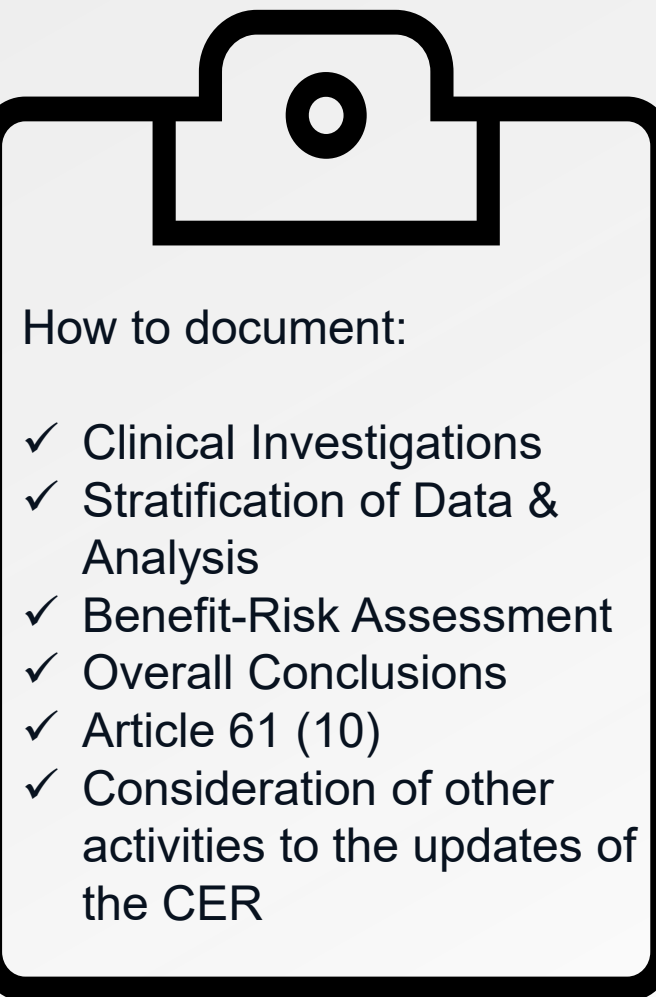 How to document:
✓ Clinical Investigations
✓ Stratification of Data &
Analysis
✓ Benefit-Risk Assessment
✓ Overall Conclusions
✓ Article 61 (10)
✓ Consideration of other
activities to the updates of
the CER